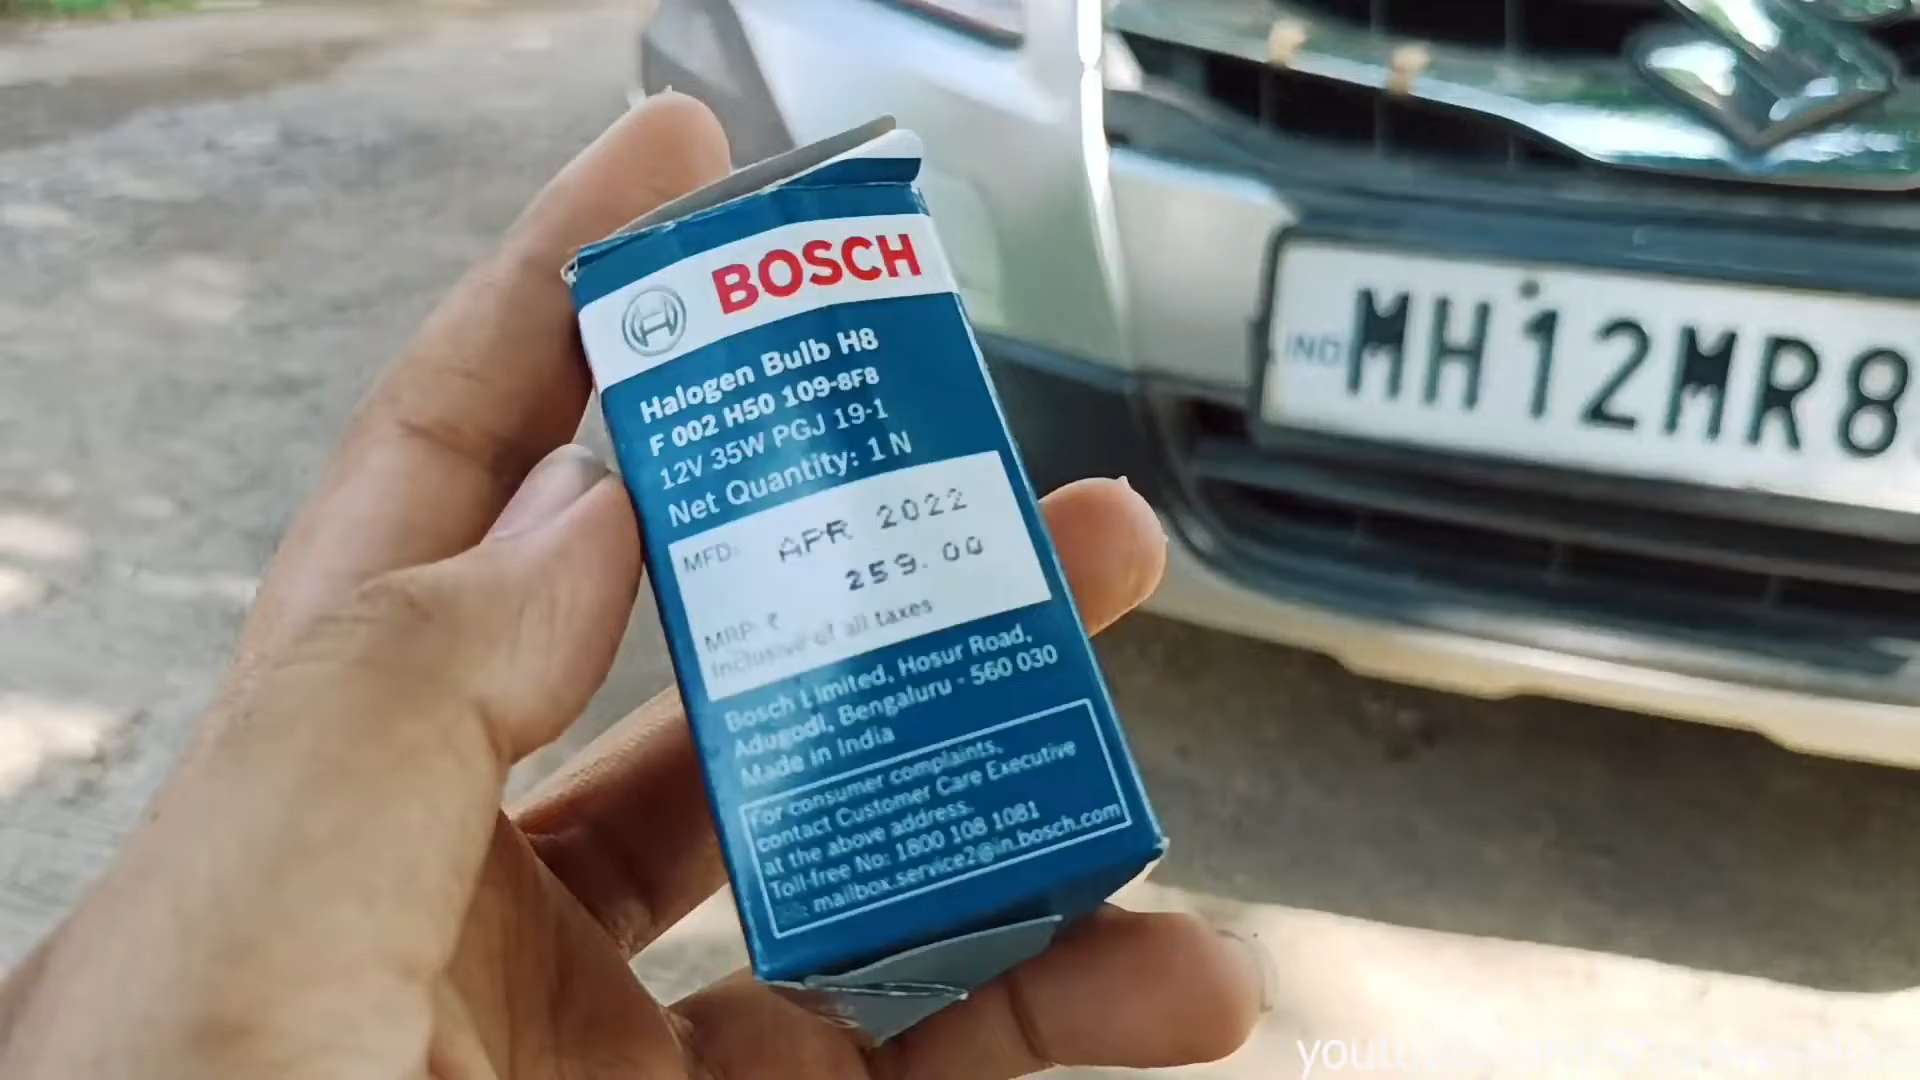 BOSCH
Halogen Bulb H8
F 002 H50 109-8F8
12V 35W PGJ 19-1
Net Quantity: 1 N
MFD: APR 2022
259.00
MRP ₹
Inclusive of all taxes
Bosch Limited, Hosur Road,
Adugodi, Bengaluru - 560 030
Made in India
For consumer complaints,
contact Customer Care Executive
at the above address.
Toll-free No: 1800 108 1081
mailbox.service2@in.bosch.com
IND
MH12MR8